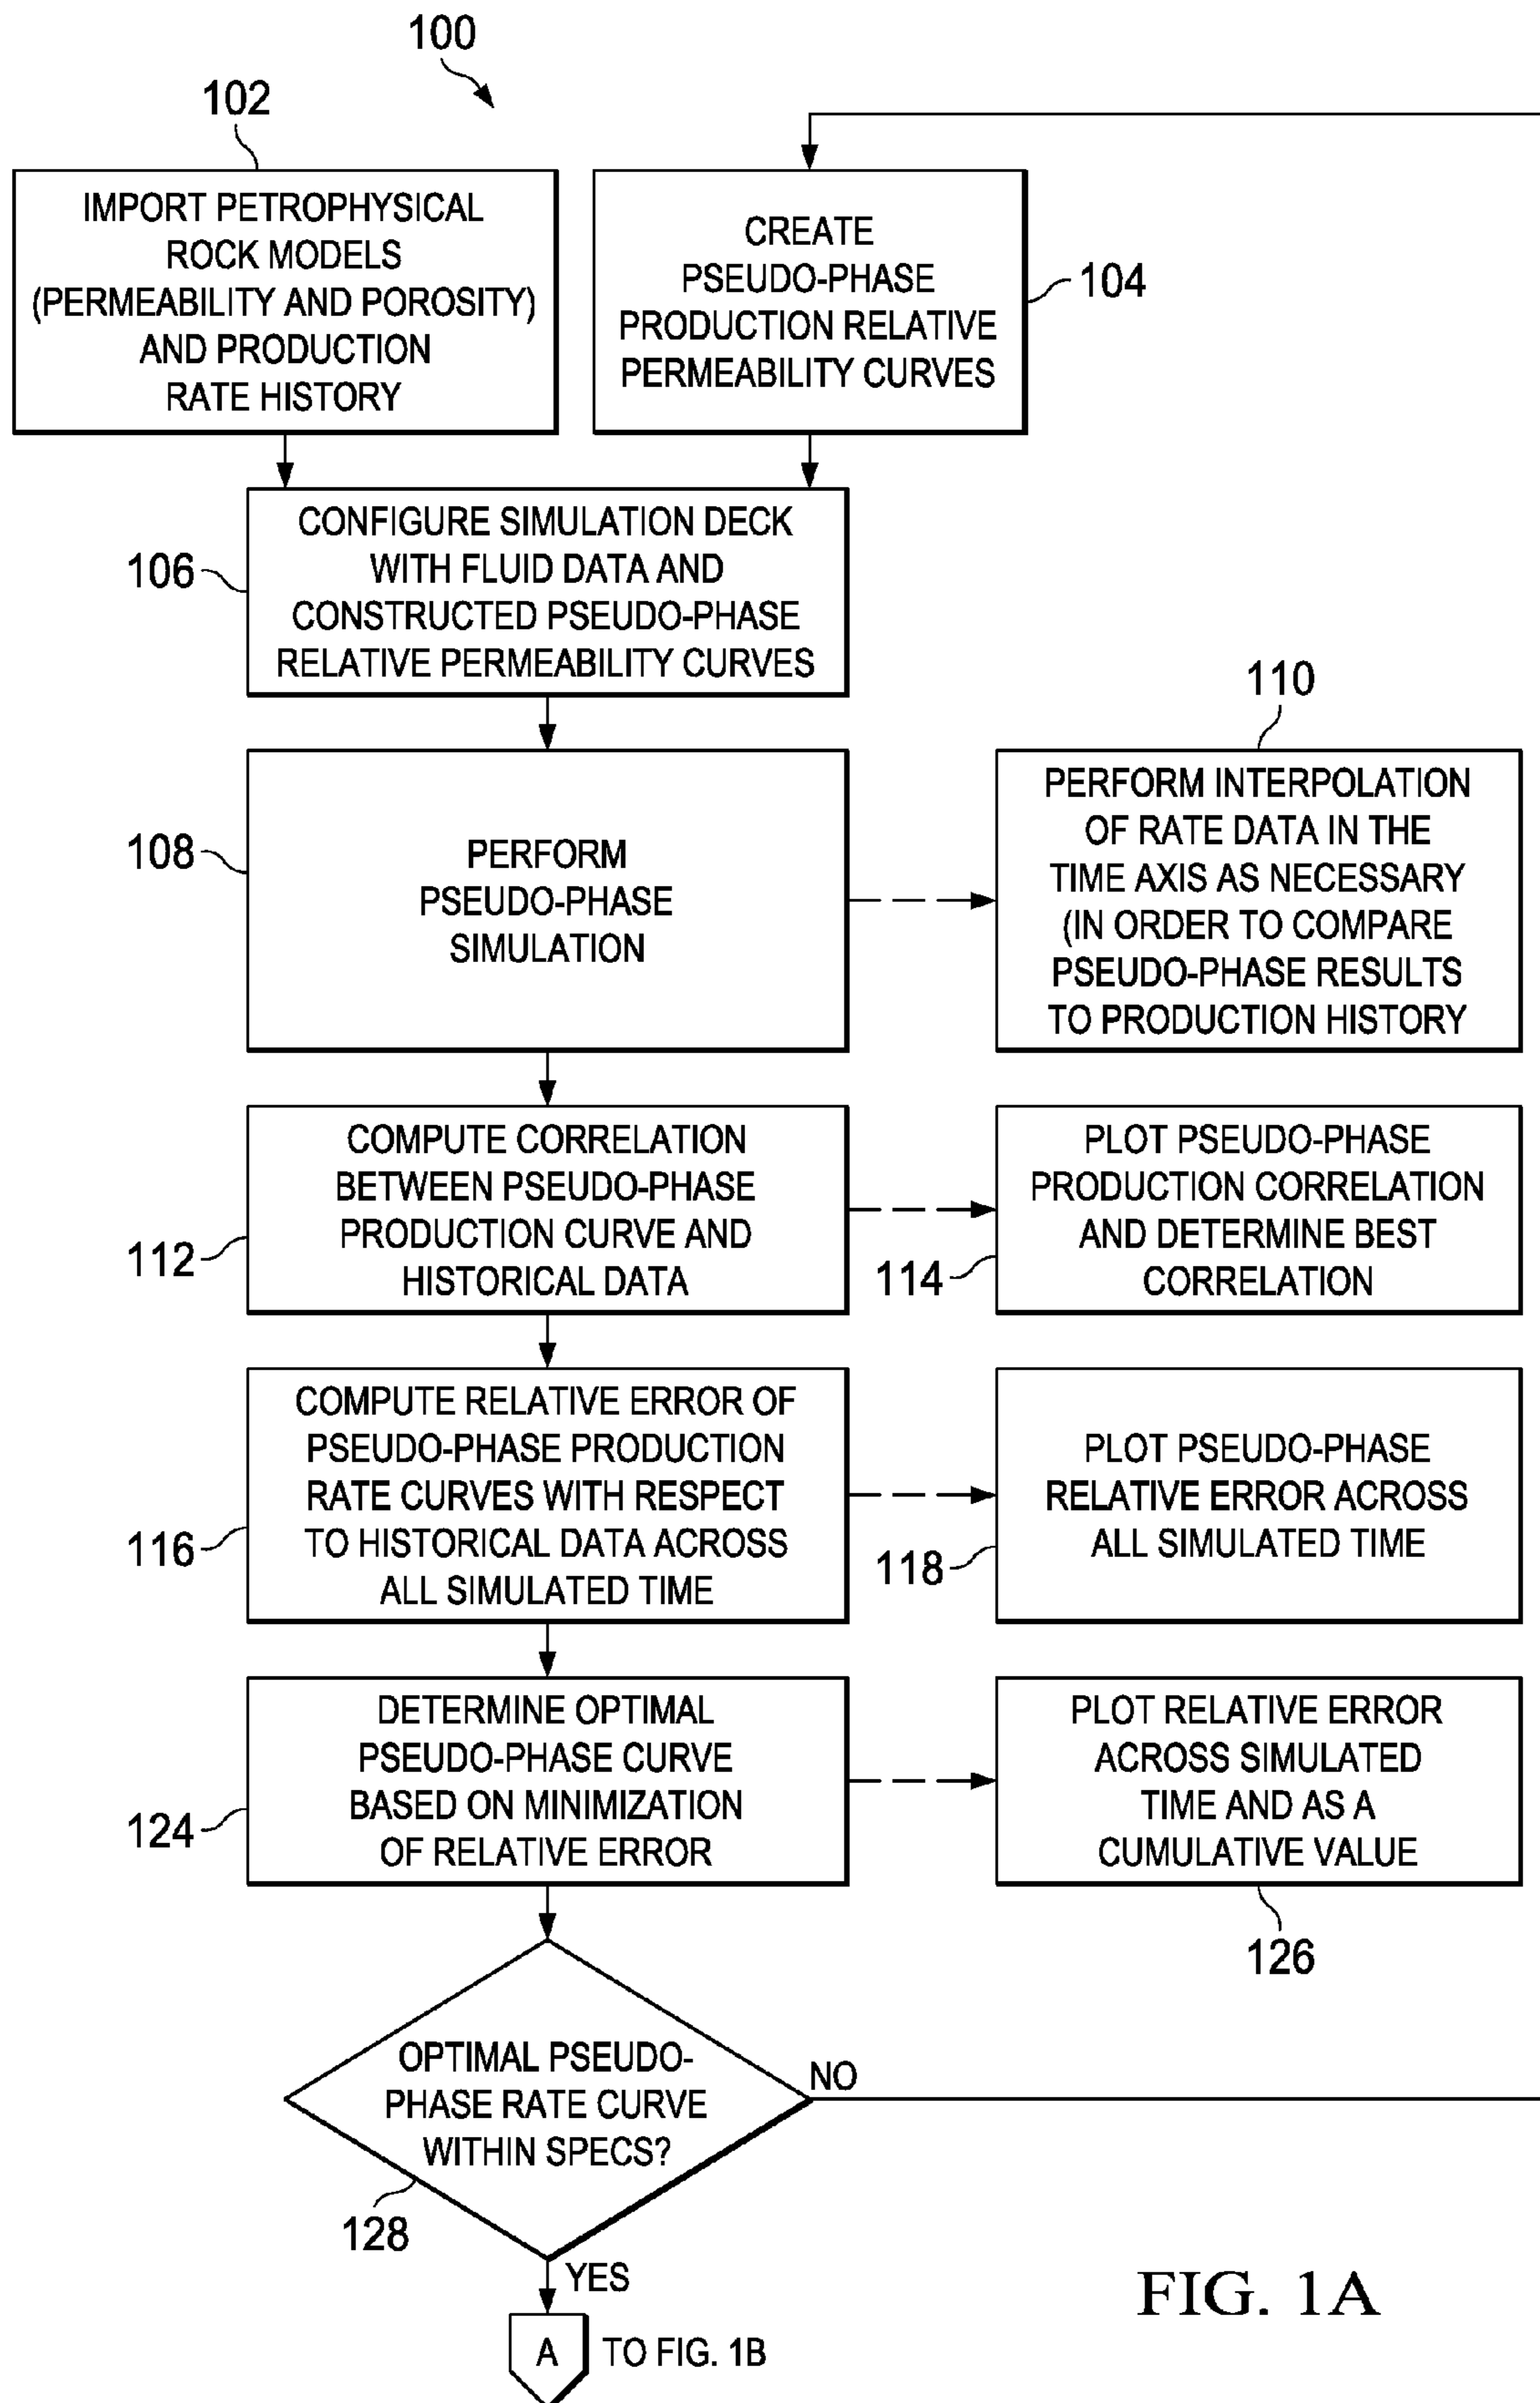 100
102
IMPORT PETROPHYSICAL
ROCK MODELS
(PERMEABILITY AND POROSITY)
AND PRODUCTION
RATE HISTORY
CREATE
PSEUDO-PHASE
PRODUCTION RELATIVE
PERMEABILITY CURVES
104
106
CONFIGURE SIMULATION DECK
WITH FLUID DATA AND
CONSTRUCTED PSEUDO-PHASE
RELATIVE PERMEABILITY CURVES
108
PERFORM
PSEUDO-PHASE
SIMULATION
110
PERFORM INTERPOLATION
OF RATE DATA IN THE
TIME AXIS AS NECESSARY
(IN ORDER TO COMPARE
PSEUDO-PHASE RESULTS
TO PRODUCTION HISTORY
112
COMPUTE CORRELATION
BETWEEN PSEUDO-PHASE
PRODUCTION CURVE AND
HISTORICAL DATA
114
PLOT PSEUDO-PHASE
PRODUCTION CORRELATION
AND DETERMINE BEST
CORRELATION
116
COMPUTE RELATIVE ERROR OF
PSEUDO-PHASE PRODUCTION
RATE CURVES WITH RESPECT
TO HISTORICAL DATA ACROSS
ALL SIMULATED TIME
118
PLOT PSEUDO-PHASE
RELATIVE ERROR ACROSS
ALL SIMULATED TIME
124
DETERMINE OPTIMAL
PSEUDO-PHASE CURVE
BASED ON MINIMIZATION
OF RELATIVE ERROR
PLOT RELATIVE ERROR
ACROSS SIMULATED
TIME AND AS A
CUMULATIVE VALUE
126
OPTIMAL PSEUDO-
PHASE RATE CURVE
WITHIN SPECS?
NO
128
YES
A
TO FIG. 1B
FIG. 1A